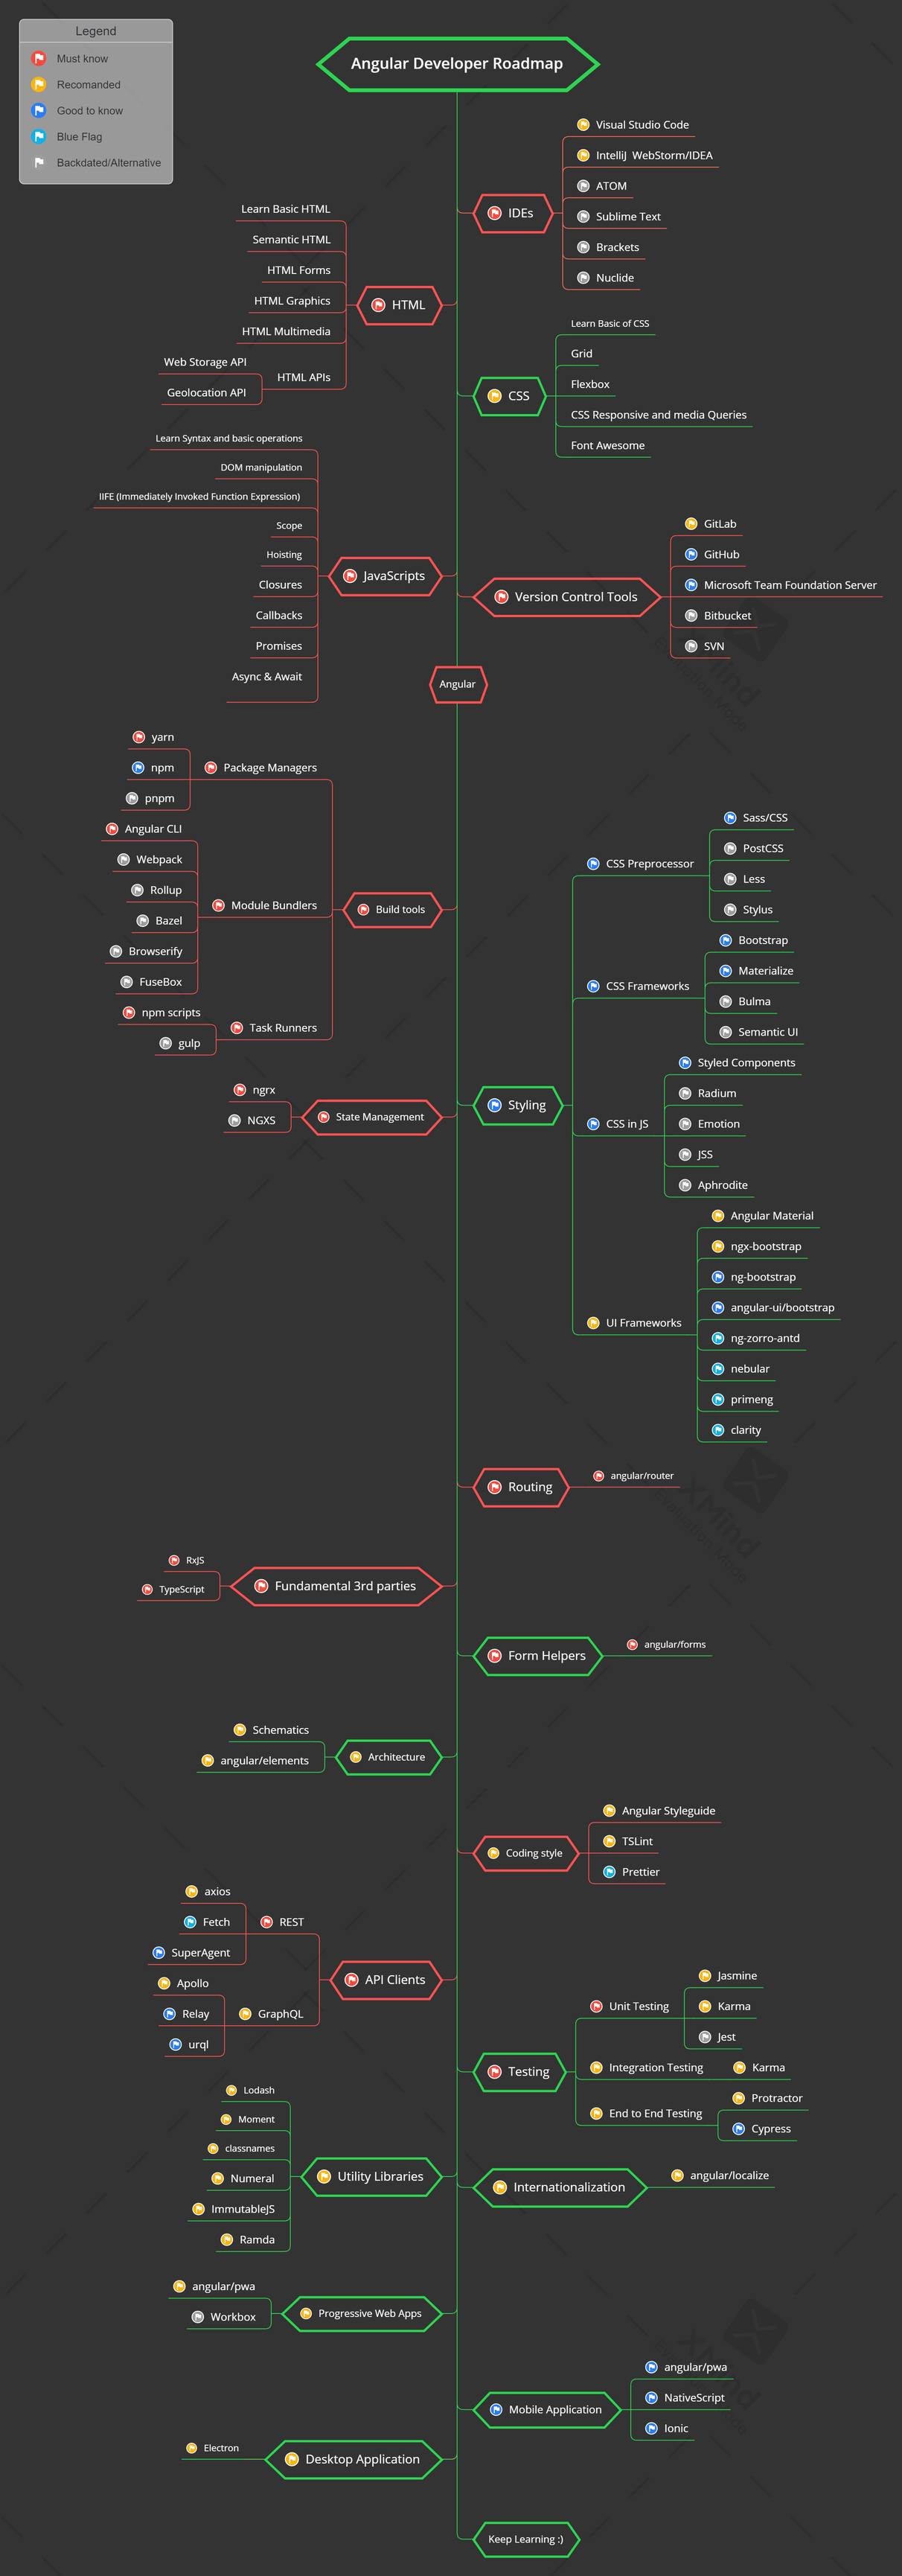 Legend
Must know
Recomanded
Good to know
Blue Flag
Backdated/Alternative
Angular Developer Roadmap
IDEs
Visual Studio Code
IntelliJ WebStorm/IDEA
ATOM
Sublime Text
Brackets
Nuclide
HTML
Learn Basic HTML
Semantic HTML
HTML Forms
HTML Graphics
HTML Multimedia
HTML APIs
Web Storage API
Geolocation API
CSS
Learn Basic of CSS
Grid
Flexbox
CSS Responsive and media Queries
Font Awesome
JavaScripts
Learn Syntax and basic operations
DOM manipulation
IIFE (Immediately Invoked Function Expression)
Scope
Hoisting
Closures
Callbacks
Promises
Async & Await
Version Control Tools
GitLab
GitHub
Microsoft Team Foundation Server
Bitbucket
SVN
Angular
Build tools
Package Managers
yarn
npm
pnpm
Module Bundlers
Angular CLI
Webpack
Rollup
Bazel
Browserify
FuseBox
Task Runners
npm scripts
gulp
State Management
ngrx
NGXS
Styling
CSS Preprocessor
Sass/CSS
PostCSS
Less
Stylus
CSS Frameworks
Bootstrap
Materialize
Bulma
Semantic UI
CSS in JS
Styled Components
Radium
Emotion
JSS
Aphrodite
UI Frameworks
Angular Material
ngx-bootstrap
ng-bootstrap
angular-ui/bootstrap
ng-zorro-antd
nebular
primeng
clarity
Routing
angular/router
Fundamental 3rd parties
RxJS
TypeScript
Form Helpers
angular/forms
Architecture
Schematics
angular/elements
Coding style
Angular Styleguide
TSLint
Prettier
API Clients
REST
axios
Fetch
SuperAgent
GraphQL
Apollo
Relay
urql
Testing
Unit Testing
Jasmine
Karma
Jest
Integration Testing
Karma
End to End Testing
Protractor
Cypress
Utility Libraries
Lodash
Moment
classnames
Numeral
ImmutableJS
Ramda
Internationalization
angular/localize
Progressive Web Apps
angular/pwa
Workbox
Mobile Application
angular/pwa
NativeScript
Ionic
Desktop Application
Electron
Keep Learning :)
XMind
XMind